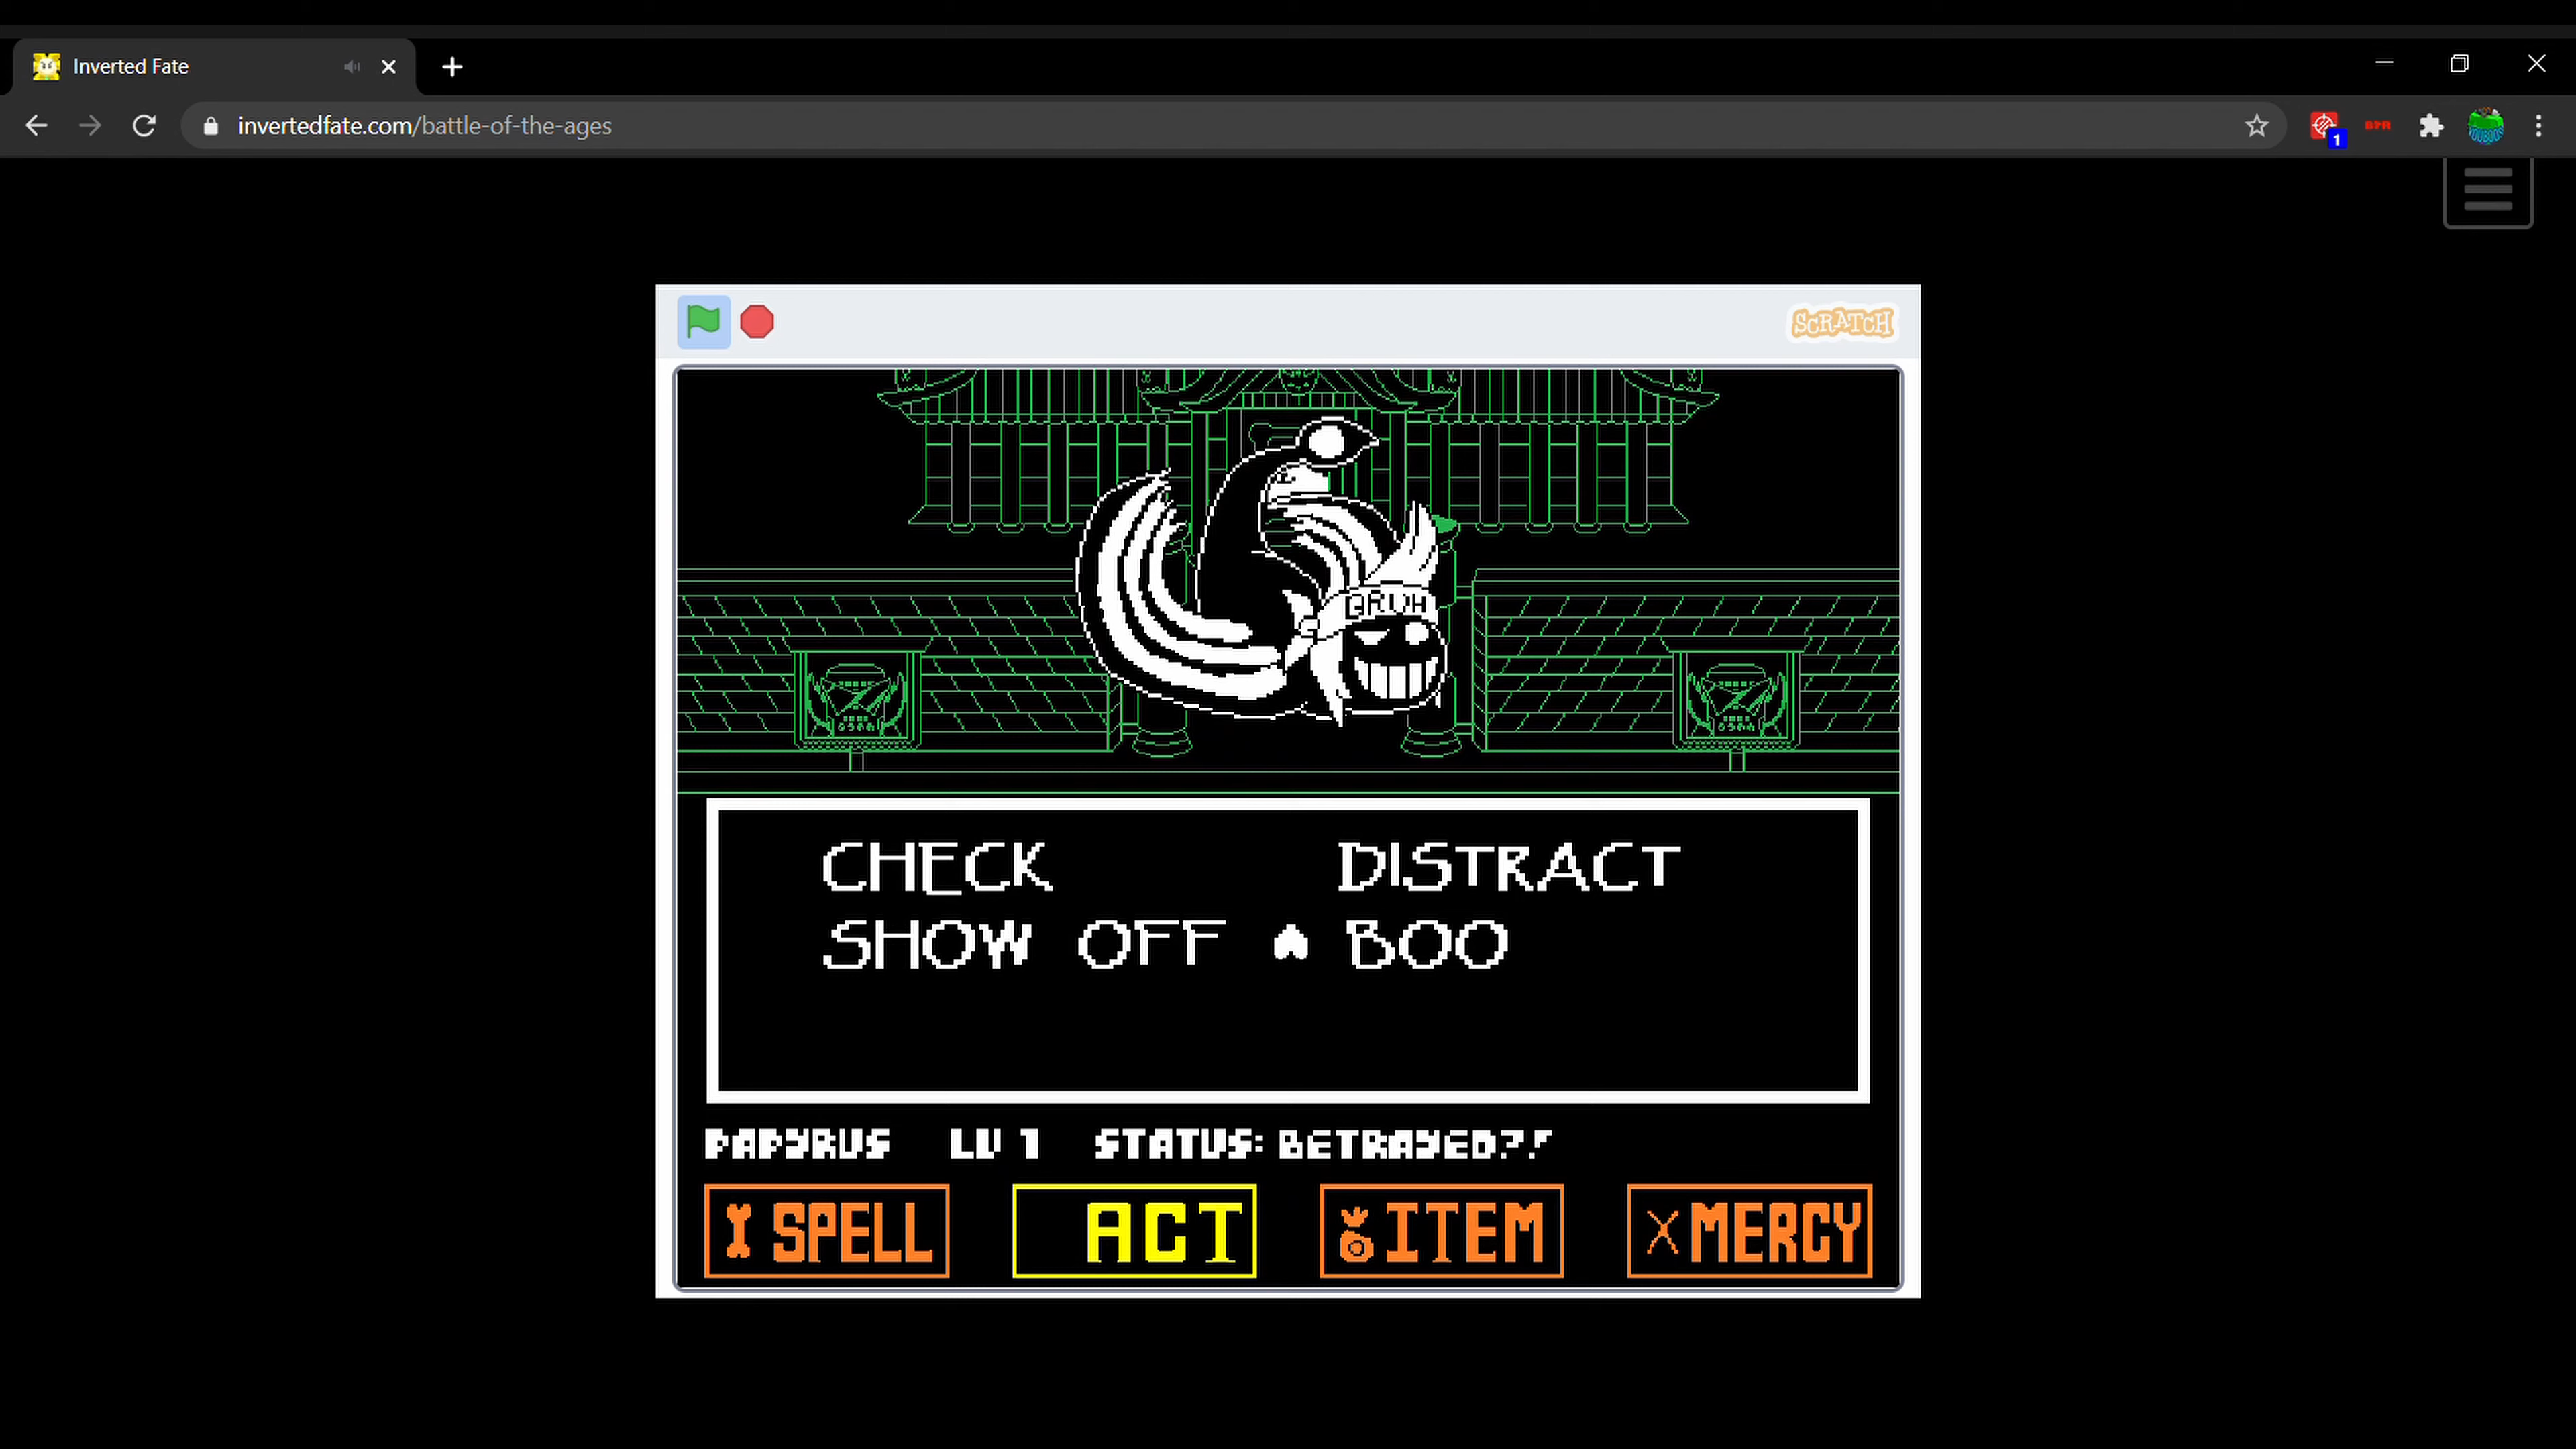 Inverted Fate
invertedfate.com/battle-of-the-ages
1
SCRATCH
BRUH
CHECK DISTRACT
SHOW OFF BOO
PAPYRUS LV 1 STATUS: BETRAYED?!
SPELL ACT ITEM MERCY